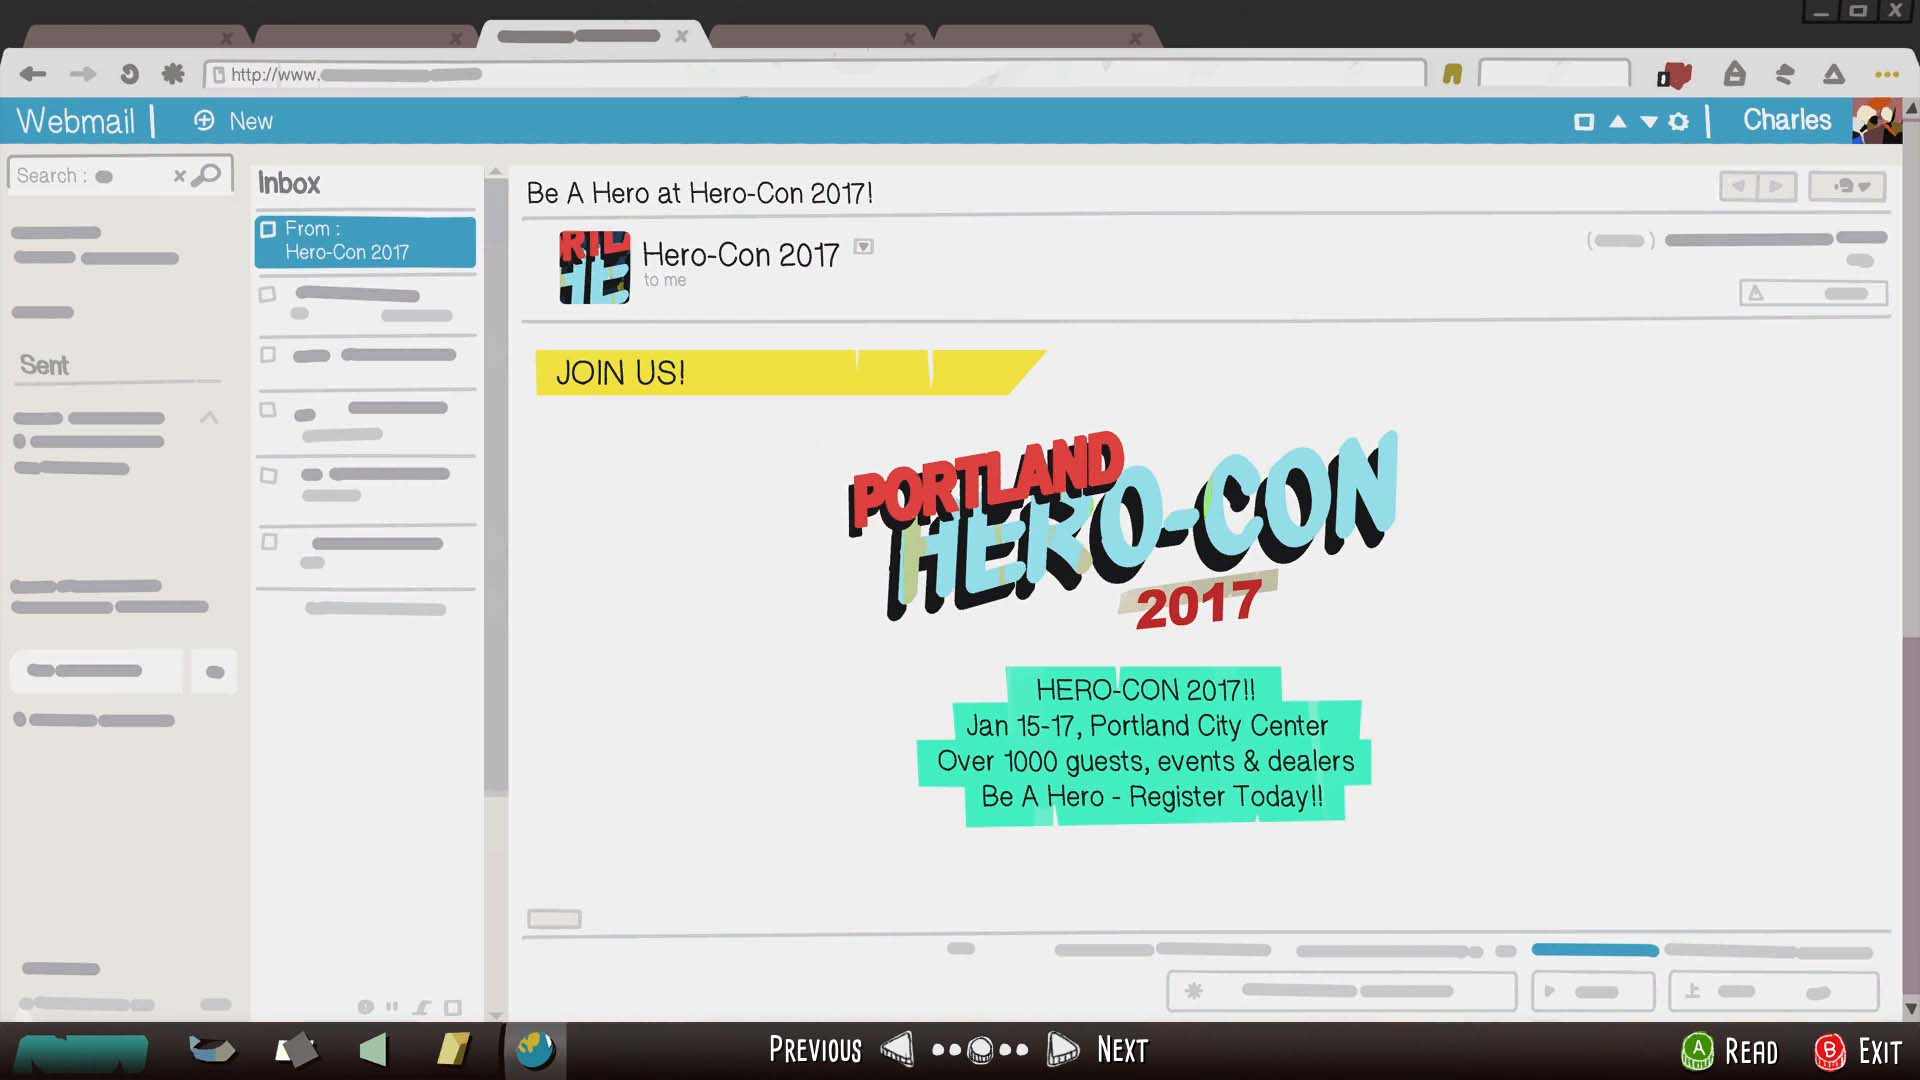 http://www.
Webmail
New
Charles
Search :
Inbox
From :
Hero-Con 2017
Sent
Be A Hero at Hero-Con 2017!
Hero-Con 2017
to me
JOIN US!
PORTLAND
HERO-CON
2017
HERO-CON 2017!!
Jan 15-17, Portland City Center
Over 1000 guests, events & dealers
Be A Hero - Register Today!!
PREVIOUS
NEXT
A READ
B EXIT